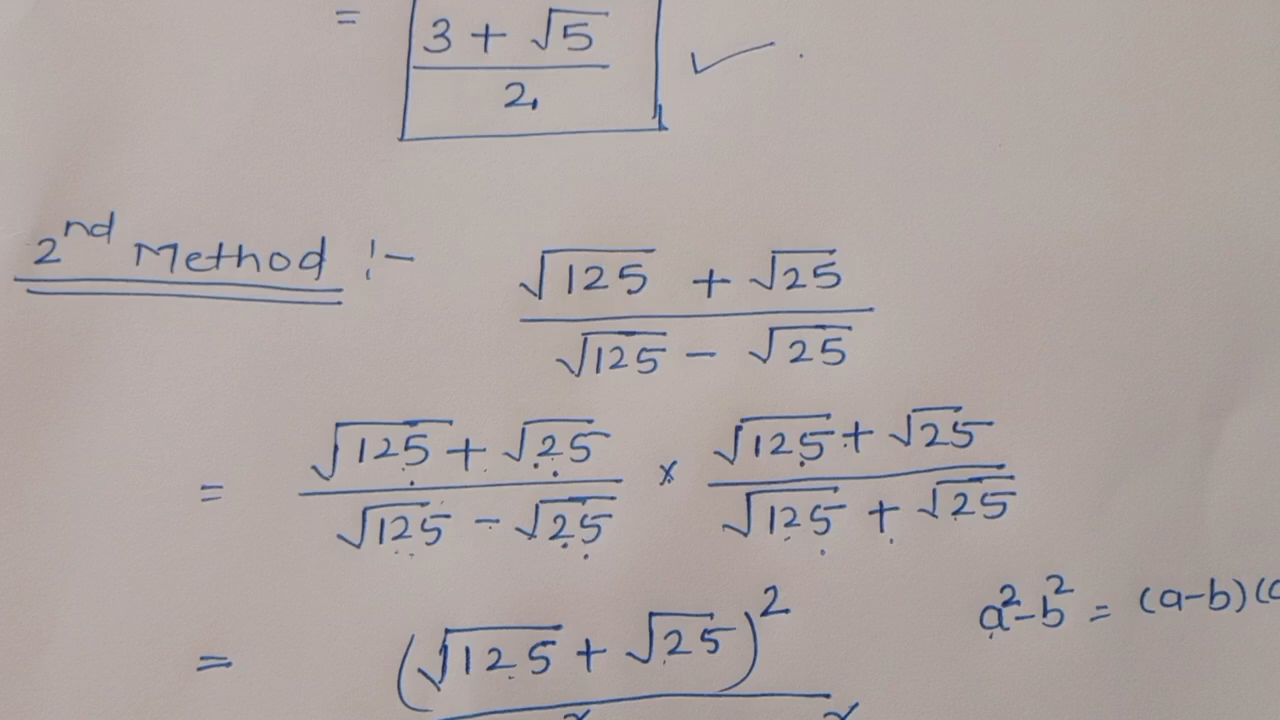 = 3 + √5 / 2
2nd Method :-
√125 + √25 / √125 - √25
= √125 + √25 / √125 - √25 × √125 + √25 / √125 + √25
= (√125 + √25)²
a² - b² = (a-b)(